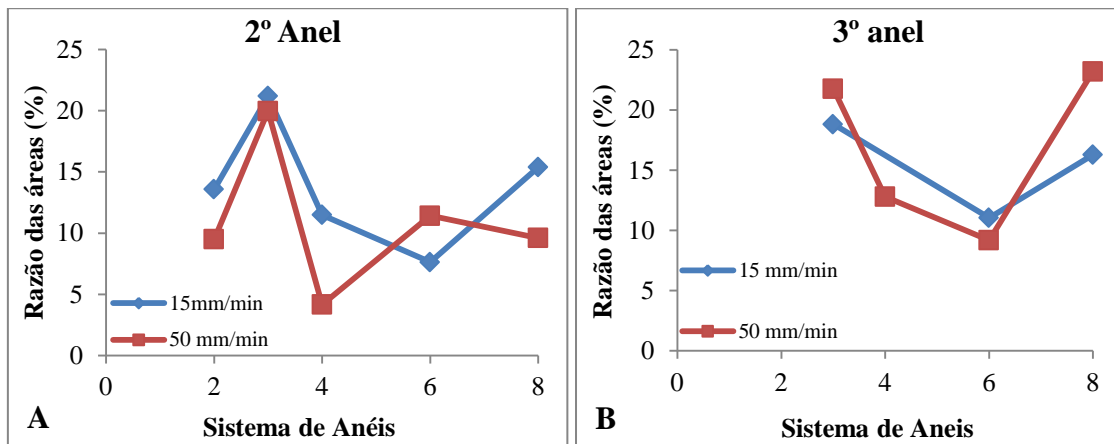 2º Anel
25
20
15
10
5
0
0 2 4 6 8
Razão das áreas (%)
Sistema de Anéis
15mm/min
50 mm/min
A
3º anel
25
20
15
10
5
0
0 2 4 6 8
Razão das áreas (%)
Sistema de Aneis
15 mm/min
50 mm/min
B